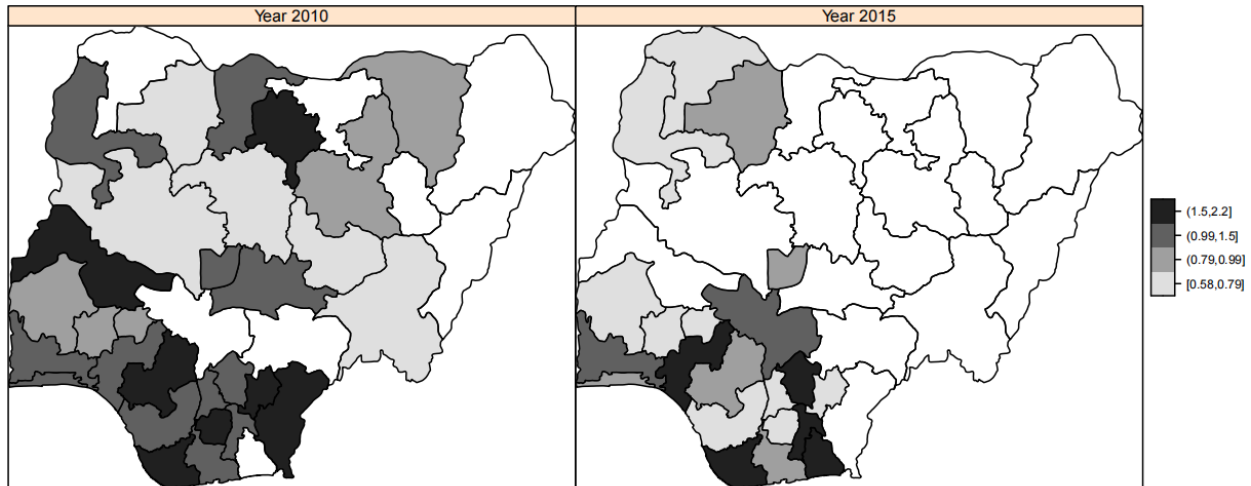 Year 2010
Year 2015
(1.5,2.2]
(0.99,1.5]
(0.79,0.99]
[0.58,0.79]